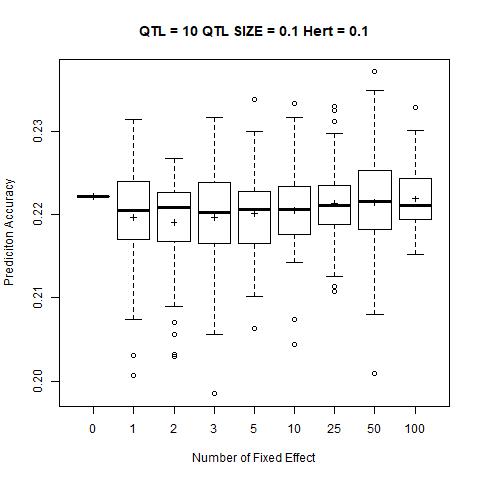 QTL = 10 QTL SIZE = 0.1 Hert = 0.1
Prediciton Accuracy
0.23
0.22
0.21
0.20
0 1 2 3 5 10 25 50 100
Number of Fixed Effect